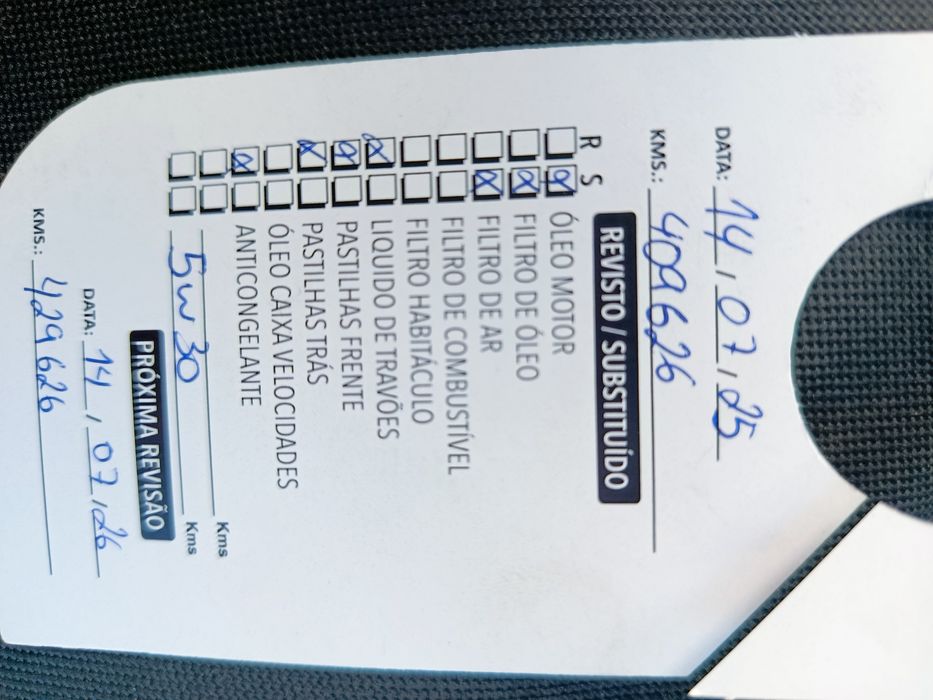 DATA: 14 / 07 / 25
KMS.: 409626
REVISTO / SUBSTITUÍDO
R S
ÓLEO MOTOR
FILTRO DE ÓLEO
FILTRO DE AR
FILTRO DE COMBUSTÍVEL
FILTRO HABITÁCULO
LIQUIDO DE TRAVÕES
PASTILHAS FRENTE
PASTILHAS TRÁS
ÓLEO CAIXA VELOCIDADES
ANTICONGELANTE
Kms
5w30 Kms
PRÓXIMA REVISÃO
DATA: 14 / 07 / 26
KMS.: 429626